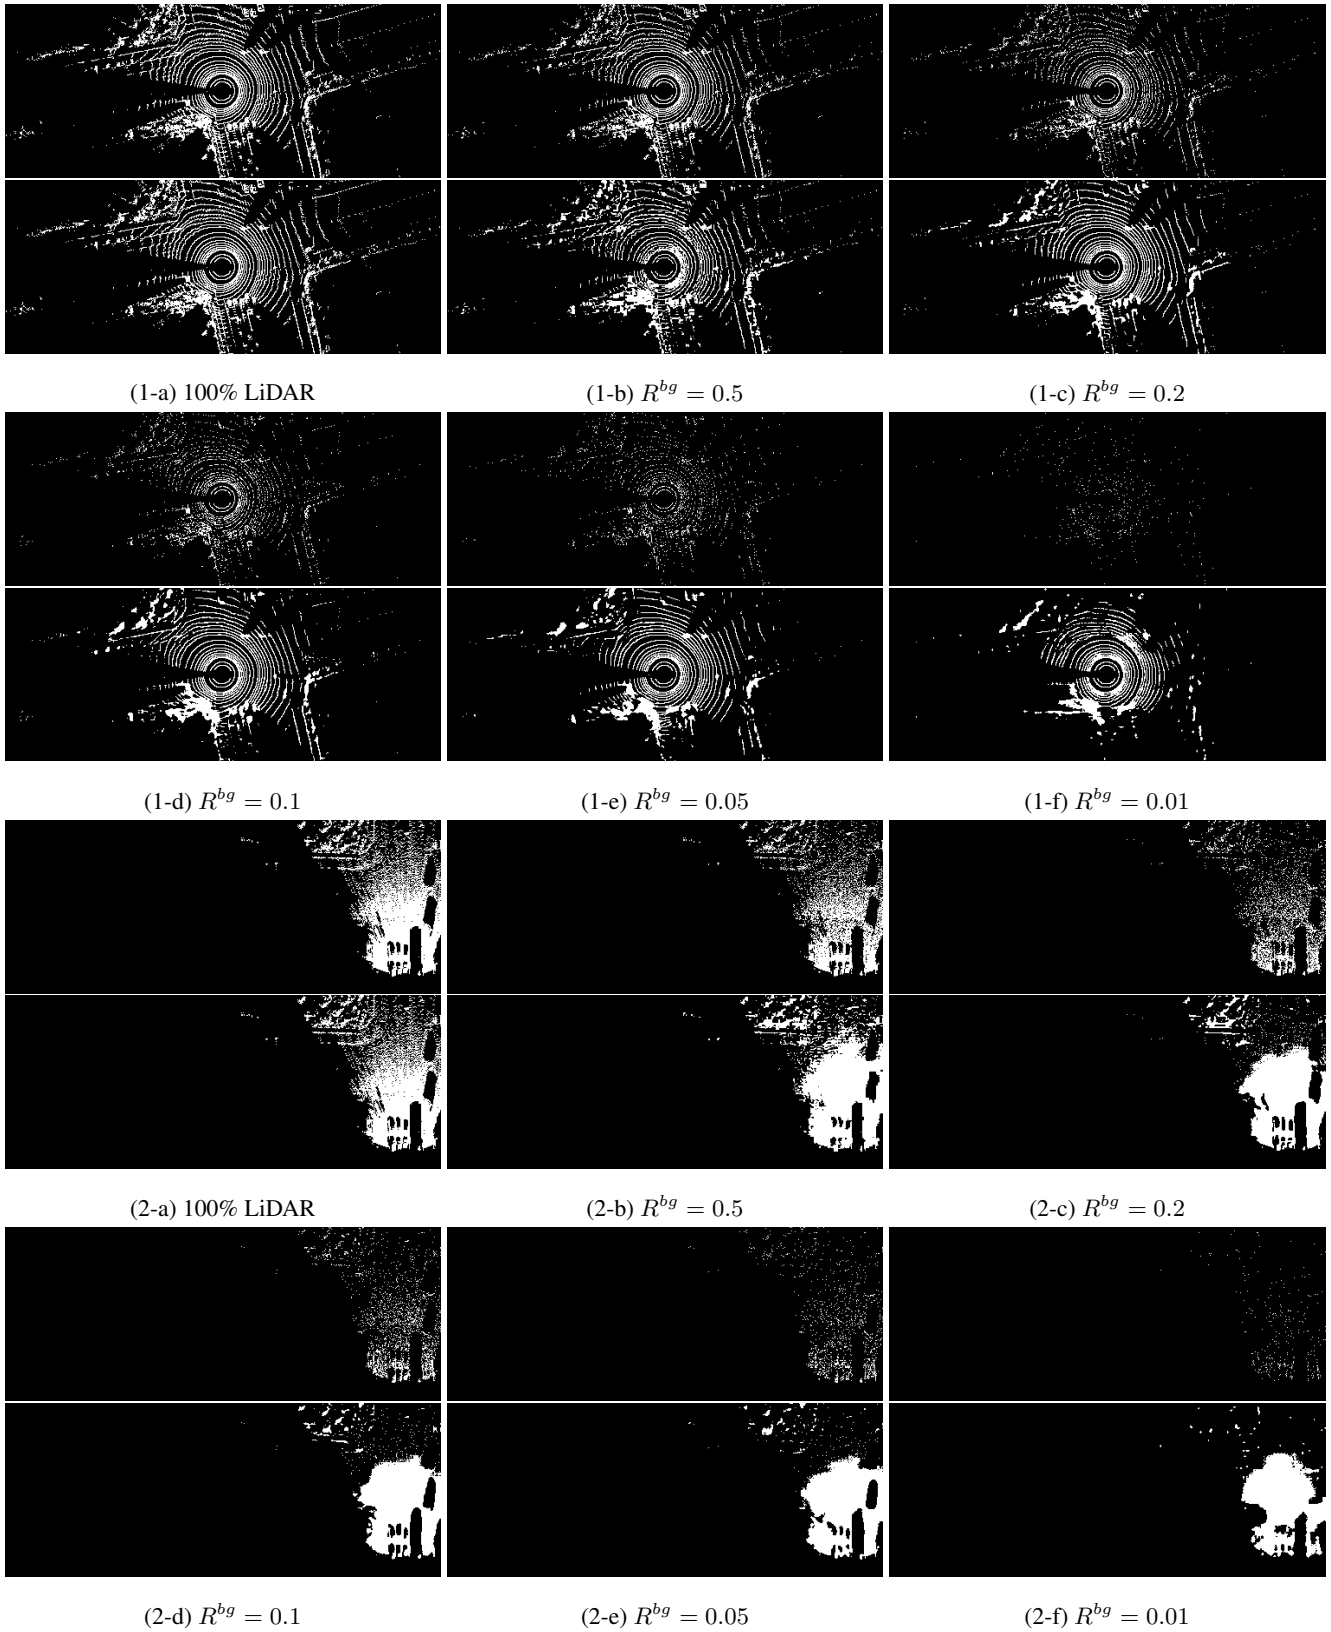 (1-a) 100% LiDAR (1-b) R^{bg} = 0.5 (1-c) R^{bg} = 0.2
(1-d) R^{bg} = 0.1 (1-e) R^{bg} = 0.05 (1-f) R^{bg} = 0.01
(2-a) 100% LiDAR (2-b) R^{bg} = 0.5 (2-c) R^{bg} = 0.2
(2-d) R^{bg} = 0.1 (2-e) R^{bg} = 0.05 (2-f) R^{bg} = 0.01